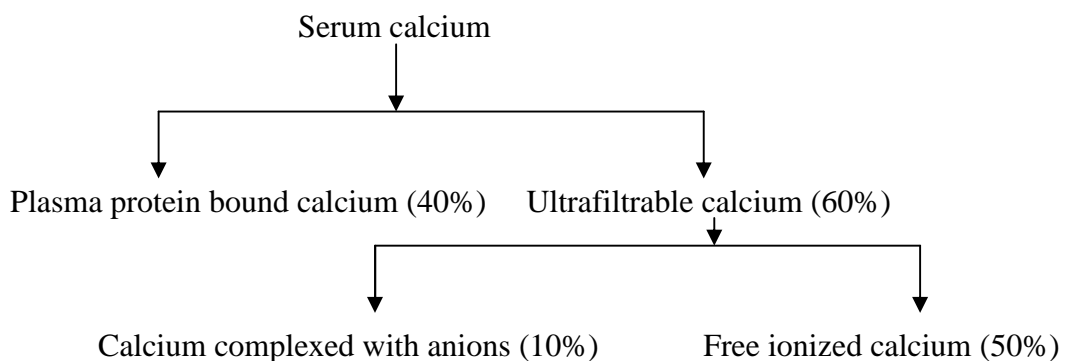 Serum calcium
Plasma protein bound calcium (40%) Ultrafiltrable calcium (60%)
Calcium complexed with anions (10%) Free ionized calcium (50%)